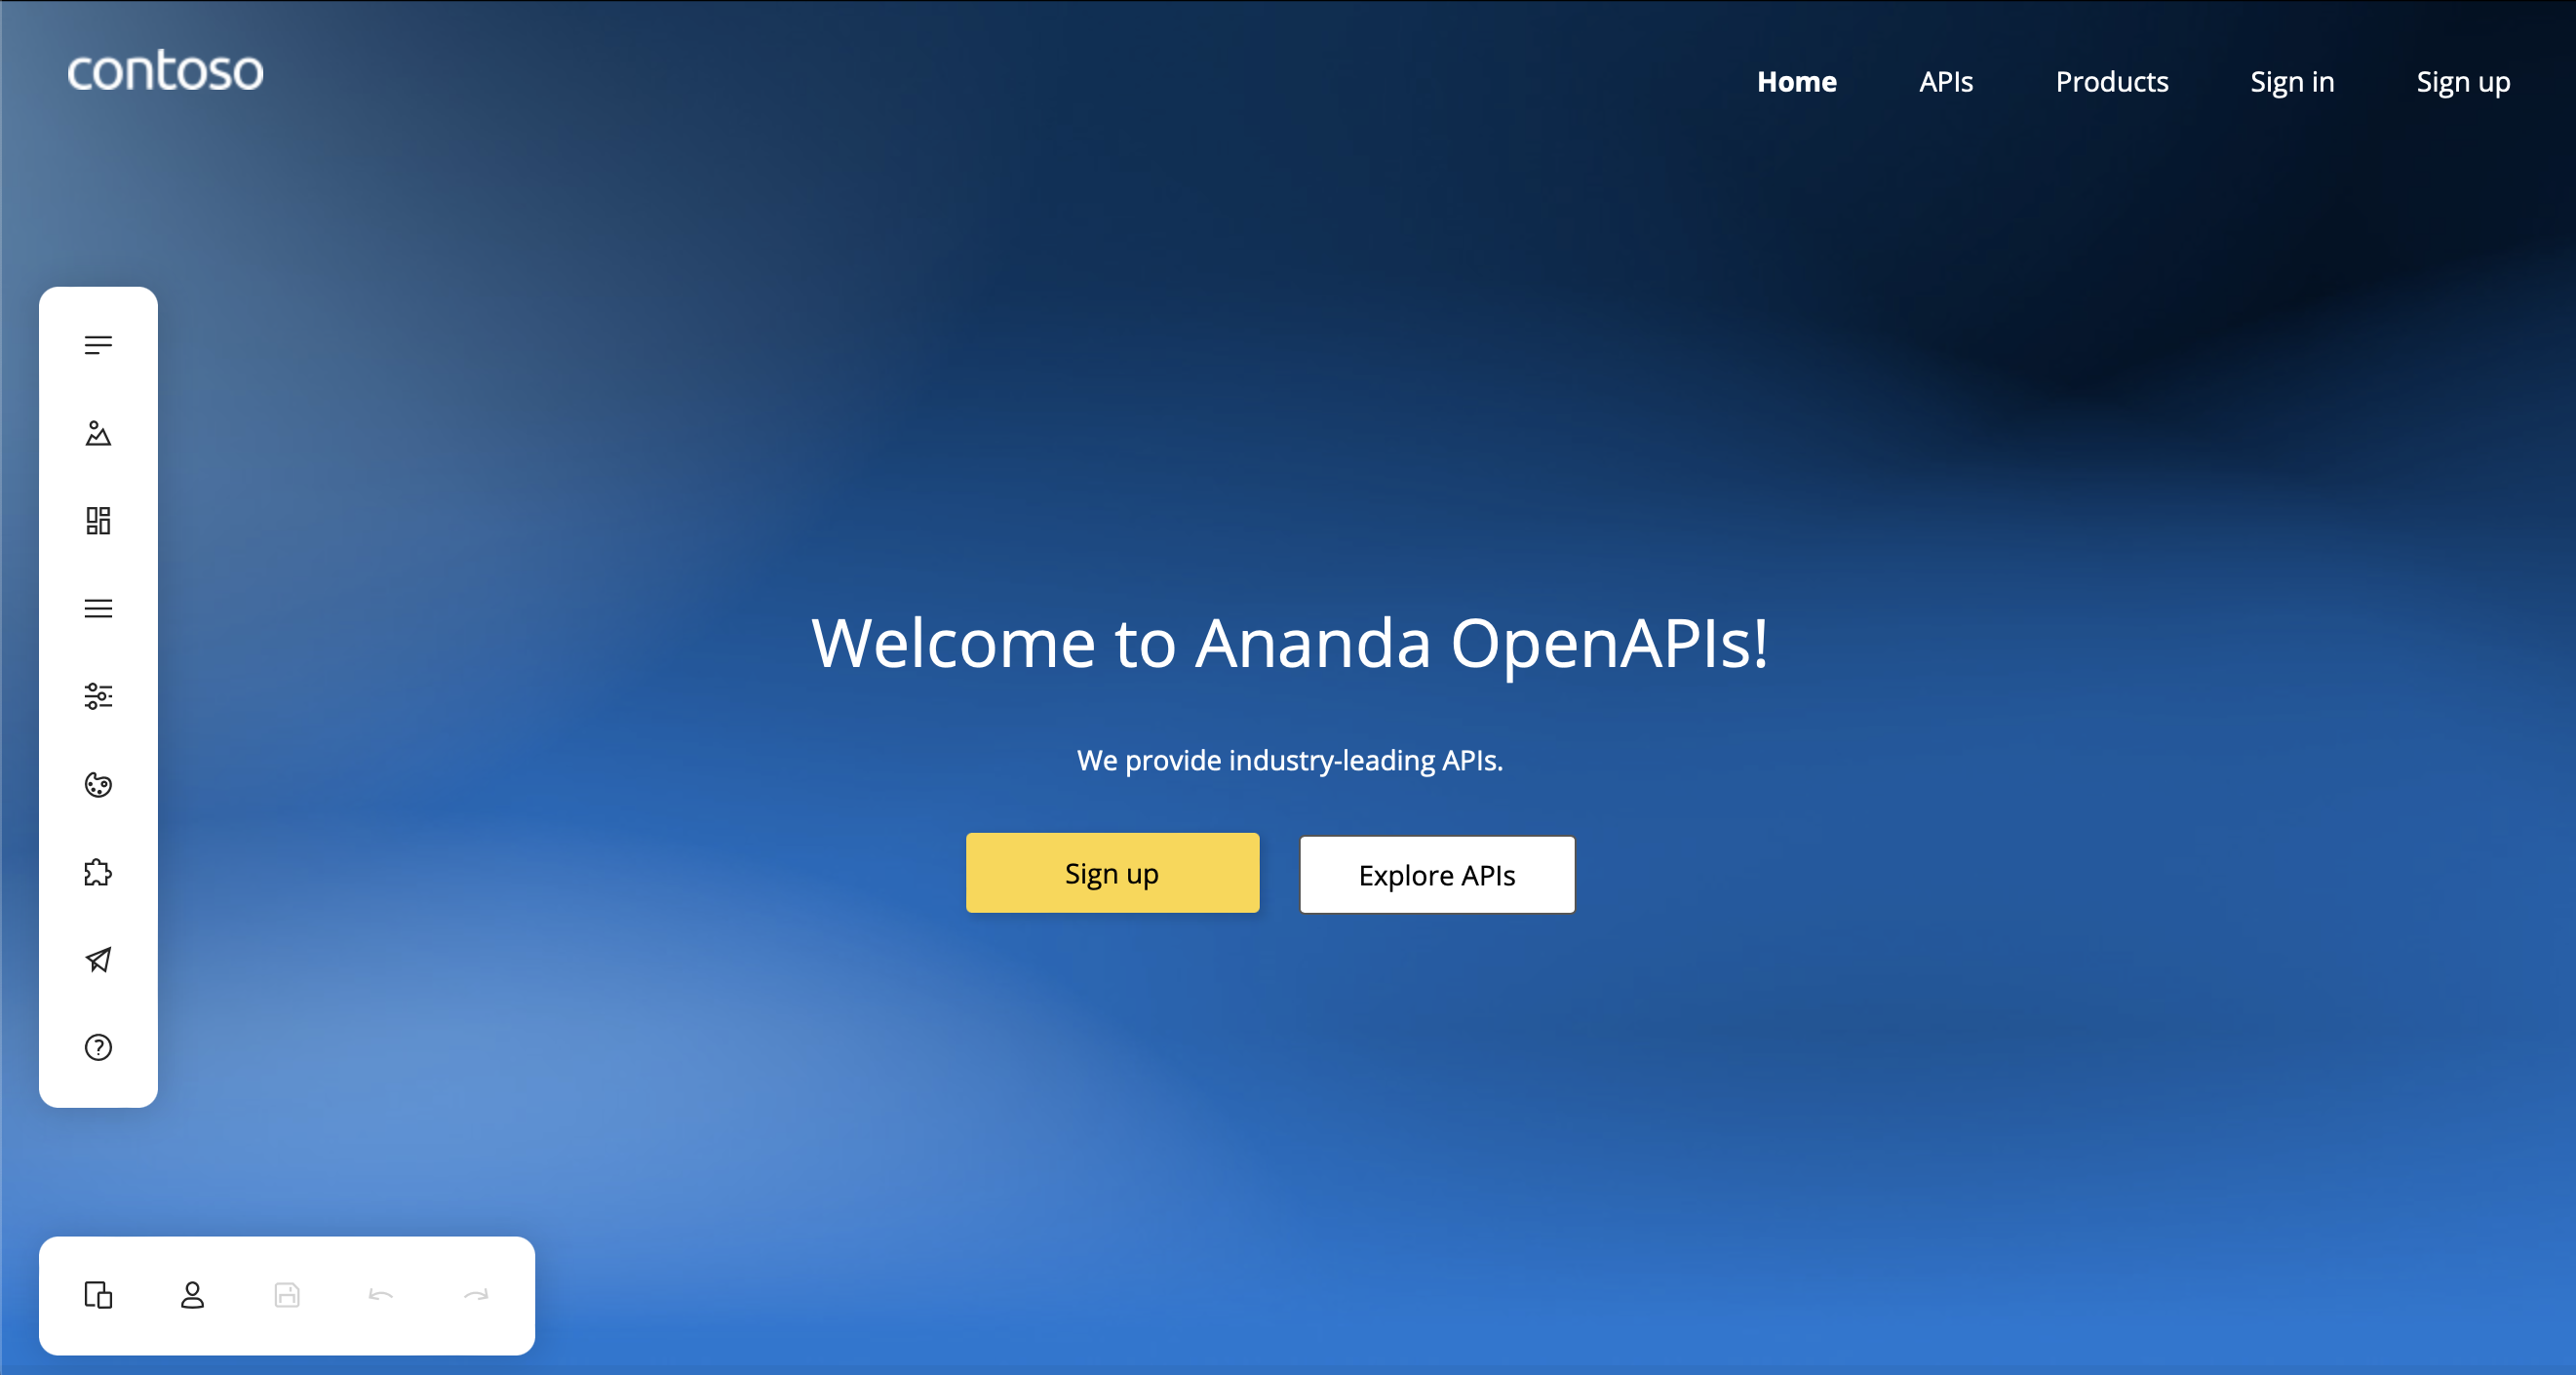 contoso
Home APIs Products Sign in Sign up
Welcome to Ananda OpenAPIs!
We provide industry-leading APIs.
Sign up Explore APIs